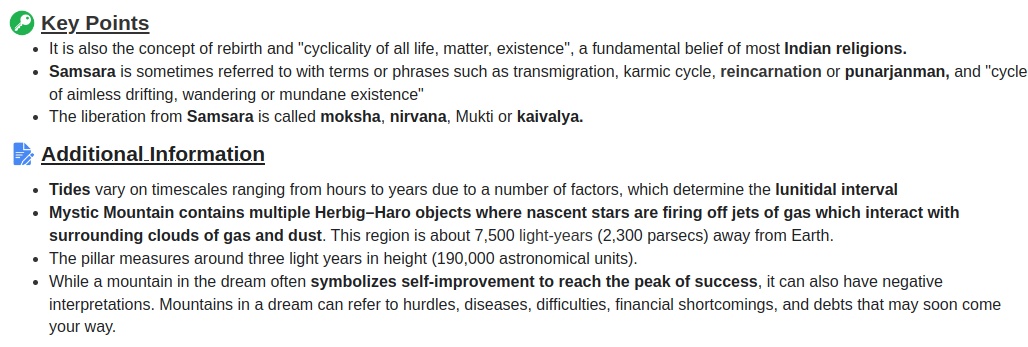 Key Points
• It is also the concept of rebirth and "cyclicality of all life, matter, existence", a fundamental belief of most Indian religions.
• Samsara is sometimes referred to with terms or phrases such as transmigration, karmic cycle, reincarnation or punarjanman, and "cycle
of aimless drifting, wandering or mundane existence"
• The liberation from Samsara is called moksha, nirvana, Mukti or kaivalya.
Additional Information
• Tides vary on timescales ranging from hours to years due to a number of factors, which determine the lunitidal interval
• Mystic Mountain contains multiple Herbig–Haro objects where nascent stars are firing off jets of gas which interact with
surrounding clouds of gas and dust. This region is about 7,500 light-years (2,300 parsecs) away from Earth.
• The pillar measures around three light years in height (190,000 astronomical units).
• While a mountain in the dream often symbolizes self-improvement to reach the peak of success, it can also have negative
interpretations. Mountains in a dream can refer to hurdles, diseases, difficulties, financial shortcomings, and debts that may soon come
your way.